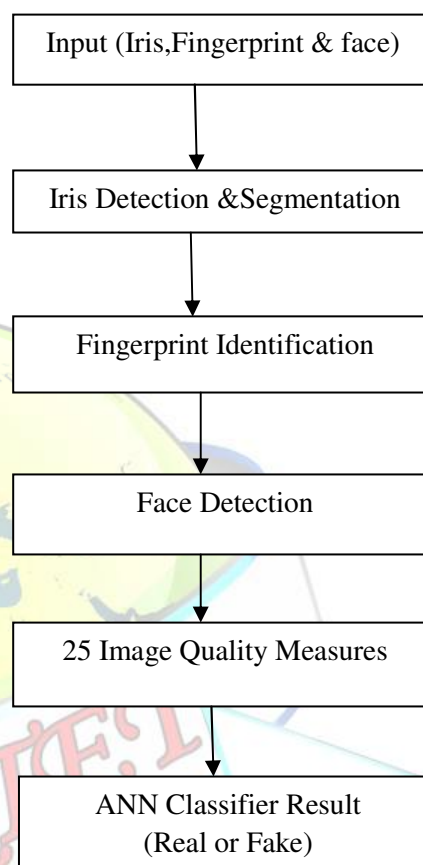 Input (Iris,Fingerprint & face)
Iris Detection &Segmentation
Fingerprint Identification
Face Detection
25 Image Quality Measures
ANN Classifier Result
(Real or Fake)